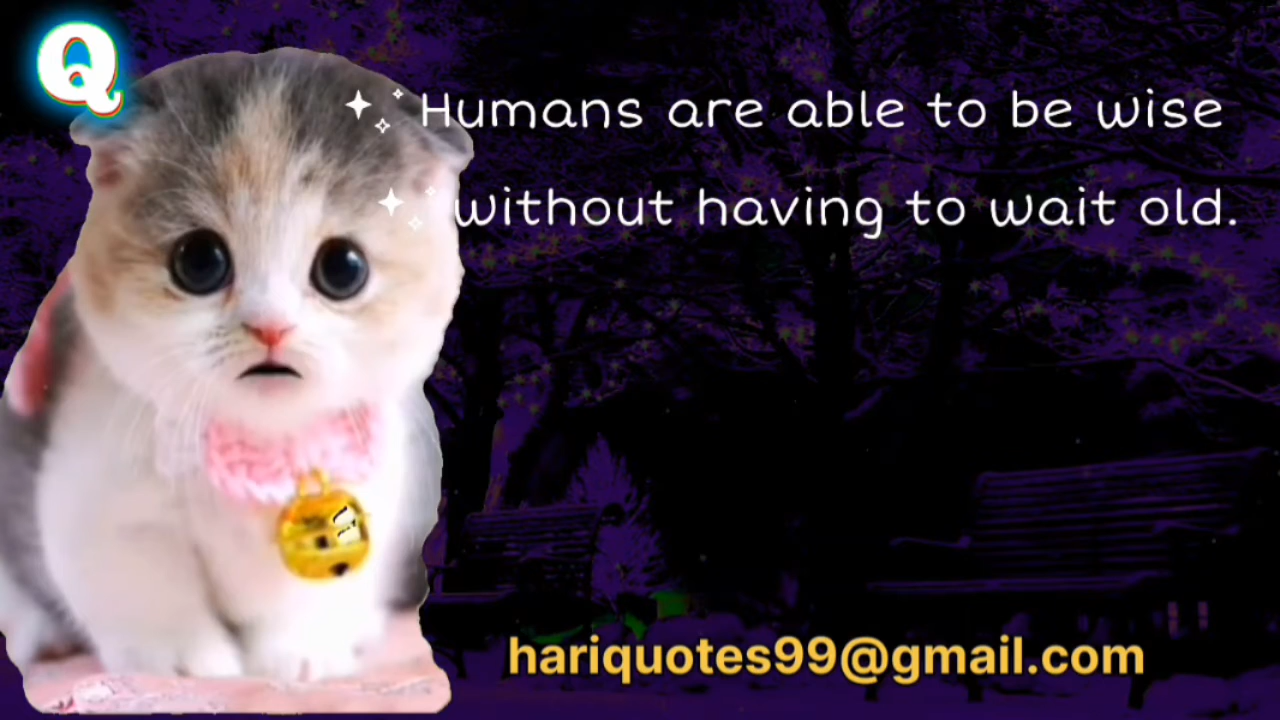 Q
Humans are able to be wise
without having to wait old.
hariquotes99@gmail.com